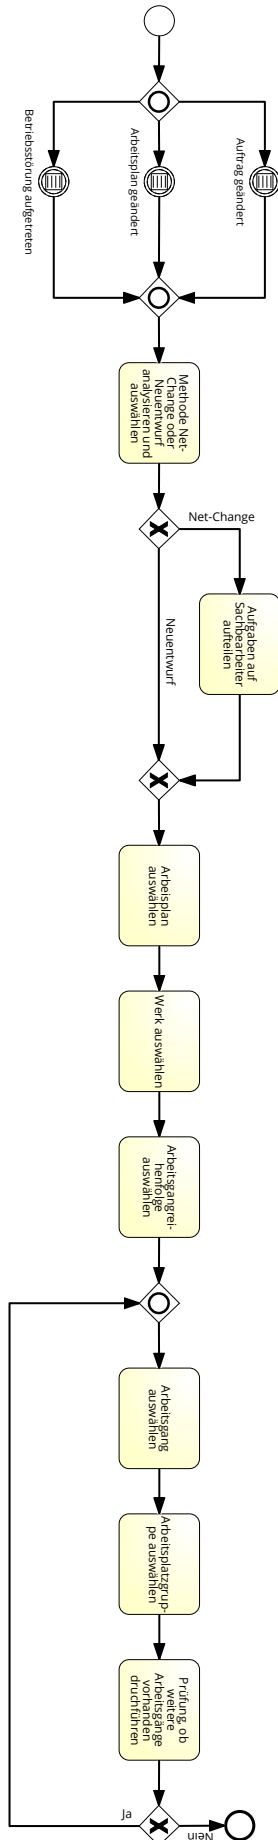 Auftrag geändert
Arbeitsplan geändert
Betriebsstörung aufgetreten
Methode Net-
Change oder
Neuentwurf
analysieren und
auswählen
Net-Change
Neuentwurf
Aufgaben auf
Sachbearbeiter
aufteilen
Arbeisplan
auswählen
Werk auswählen
Arbeitsgangrei-
henfolge
auswählen
Arbeitsgang
auswählen
Arbeitsplatzgrup-
pe auswählen
Prüfung, ob
weitere
Arbeitsgänge
vorhanden
druchführen
Ja
Nein